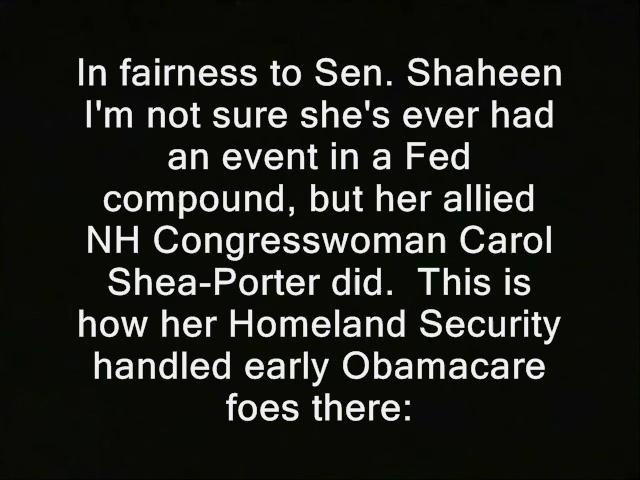 In fairness to Sen. Shaheen
I'm not sure she's ever had
an event in a Fed
compound, but her allied
NH Congresswoman Carol
Shea-Porter did.  This is
how her Homeland Security
handled early Obamacare
foes there: